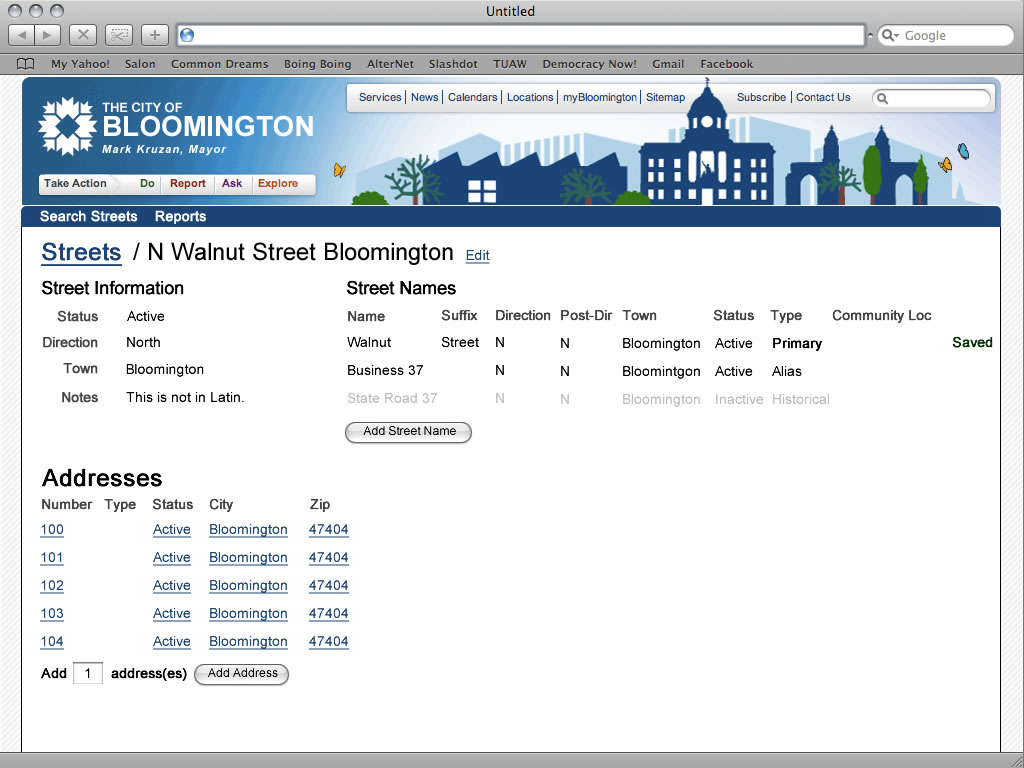 Untitled
Google
My Yahoo! Salon Common Dreams Boing Boing AlterNet Slashdot TUAW Democracy Now! Gmail Facebook
Services News Calendars Locations myBloomington Sitemap Subscribe Contact Us
THE CITY OF
BLOOMINGTON
Mark Kruzan, Mayor
Take Action Do Report Ask Explore
Search Streets Reports
Streets / N Walnut Street Bloomington Edit
Street Information
Status Active
Direction North
Town Bloomington
Notes This is not in Latin.
Street Names
Name Suffix Direction Post-Dir Town Status Type Community Loc
Walnut Street N N Bloomington Active Primary Saved
Business 37 N N Bloomintgon Active Alias
State Road 37 N N Bloomington Inactive Historical
Add Street Name
Addresses
Number Type Status City Zip
100 Active Bloomington 47404
101 Active Bloomington 47404
102 Active Bloomington 47404
103 Active Bloomington 47404
104 Active Bloomington 47404
Add 1 address(es) Add Address